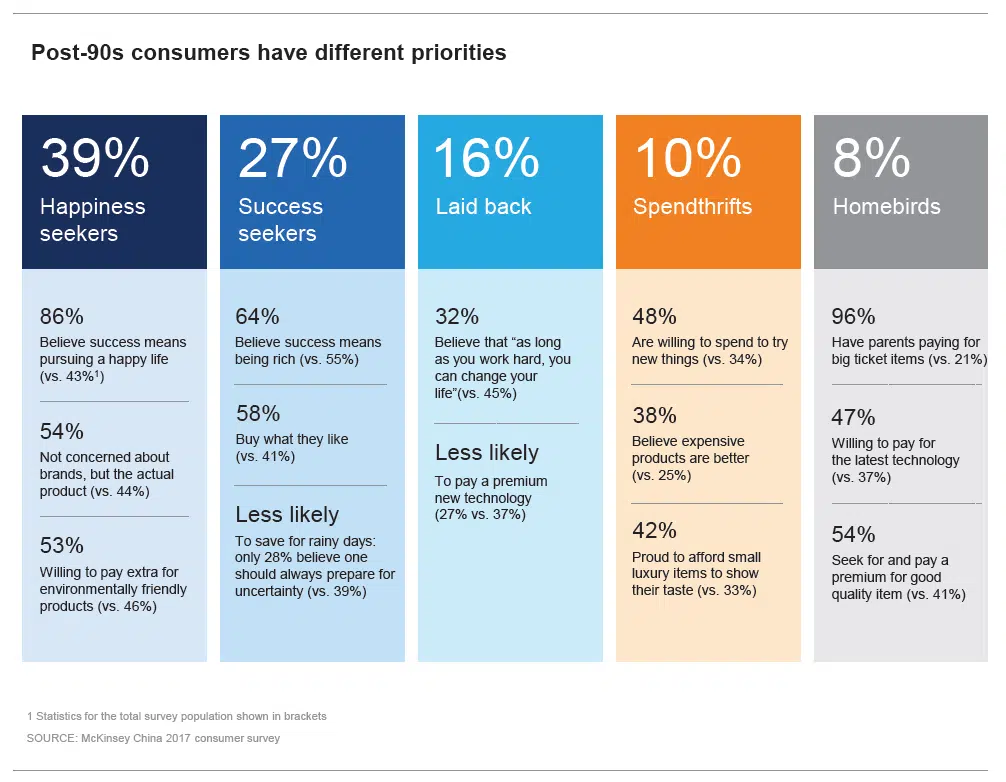 Post-90s consumers have different priorities
39%
Happiness
seekers
86%
Believe success means
pursuing a happy life
(vs. 43%¹)
54%
Not concerned about
brands, but the actual
product (vs. 44%)
53%
Willing to pay extra for
environmentally friendly
products (vs. 46%)
27%
Success
seekers
64%
Believe success means
being rich (vs. 55%)
58%
Buy what they like
(vs. 41%)
Less likely
To save for rainy days:
only 28% believe one
should always prepare for
uncertainty (vs. 39%)
16%
Laid back
32%
Believe that “as long
as you work hard, you
can change your
life”(vs. 45%)
Less likely
To pay a premium
new technology
(27% vs. 37%)
10%
Spendthrifts
48%
Are willing to spend to try
new things (vs. 34%)
38%
Believe expensive
products are better
(vs. 25%)
42%
Proud to afford small
luxury items to show
their taste (vs. 33%)
8%
Homebirds
96%
Have parents paying for
big ticket items (vs. 21%)
47%
Willing to pay for
the latest technology
(vs. 37%)
54%
Seek for and pay a
premium for good
quality item (vs. 41%)
1 Statistics for the total survey population shown in brackets
SOURCE: McKinsey China 2017 consumer survey